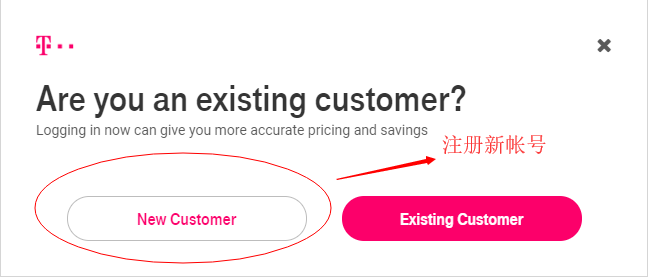 T
Are you an existing customer?
Logging in now can give you more accurate pricing and savings
注册新帐号
New Customer
Existing Customer